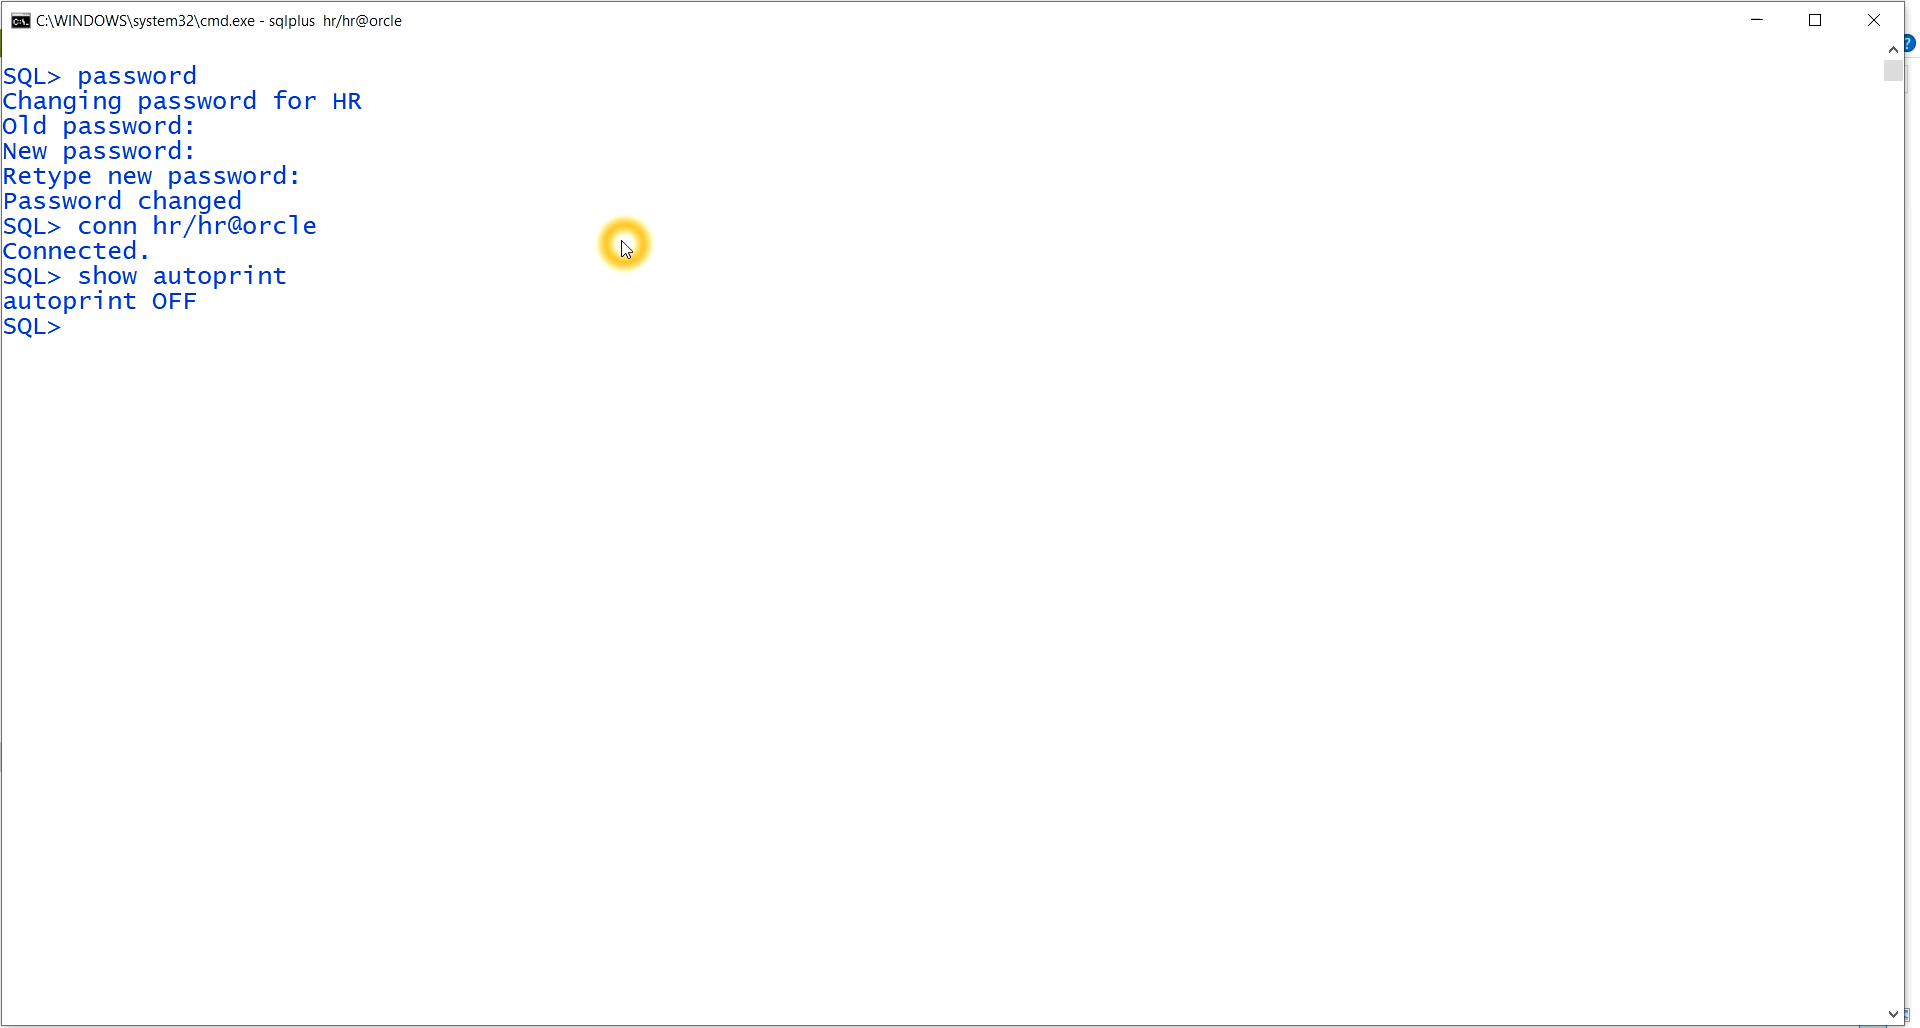 C:\WINDOWS\system32\cmd.exe - sqlplus  hr/hr@orcle
SQL> password
Changing password for HR
Old password:
New password:
Retype new password:
Password changed
SQL> conn hr/hr@orcle
Connected.
SQL> show autoprint
autoprint OFF
SQL>